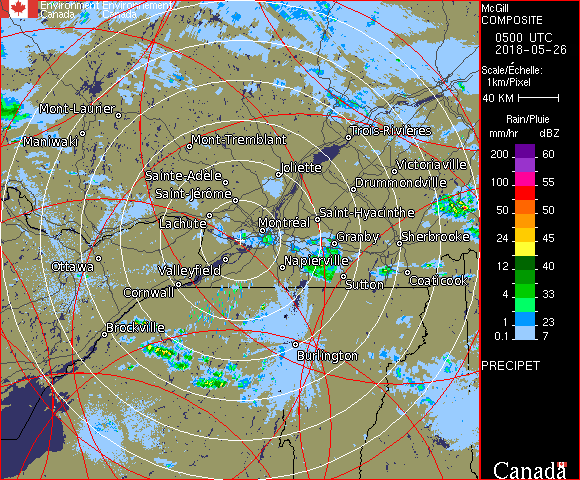 Environment Environnement
Canada Canada
McGill
COMPOSITE
0500 UTC
2018-05-26
Scale/Échelle:
1km/Pixel
40 KM
Rain/Pluie
mm/hr dBZ
200 60
100 55
50 50
24 45
12 40
4 33
1 23
0.1 7
PRECIPET
Canada
Mont-Laurier
Maniwaki
Mont-Tremblant
Trois-Rivières
Joliette
Victoriaville
Sainte-Adèle
Drummondville
Saint-Jérôme
Saint-Hyacinthe
Lachute
Montréal
Granby
Sherbrooke
Ottawa
Valleyfield
Napierville
Sutton
Coaticook
Cornwall
Brockville
Burlington